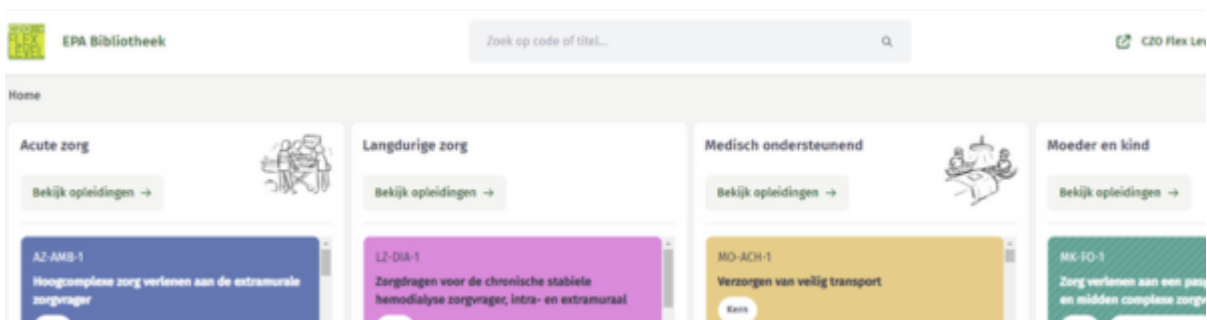 FLEX
LEVEL
EPA Bibliotheek
Zoek op code of titel...
CZO Flex Lev
Home
Acute zorg
Bekijk opleidingen →
AZ-AMB-1
Hoogcomplexe zorg verlenen aan de extramurale
zorgvrager
Langdurige zorg
Bekijk opleidingen →
LZ-DIA-1
Zorgdragen voor de chronische stabiele
hemodialyse zorgvrager, intra- en extramuraal
Medisch ondersteunend
Bekijk opleidingen →
MO-ACH-1
Verzorgen van veilig transport
Kern
Moeder en kind
Bekijk opleidingen →
MK-FO-1
Zorg verlenen aan een pasg
en midden complexe zorgv